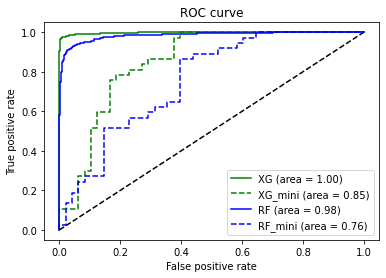 ROC curve
True positive rate
1.0
0.8
0.6
0.4
0.2
0.0
XG (area = 1.00)
XG_mini (area = 0.85)
RF (area = 0.98)
RF_mini (area = 0.76)
0.0 0.2 0.4 0.6 0.8 1.0
False positive rate